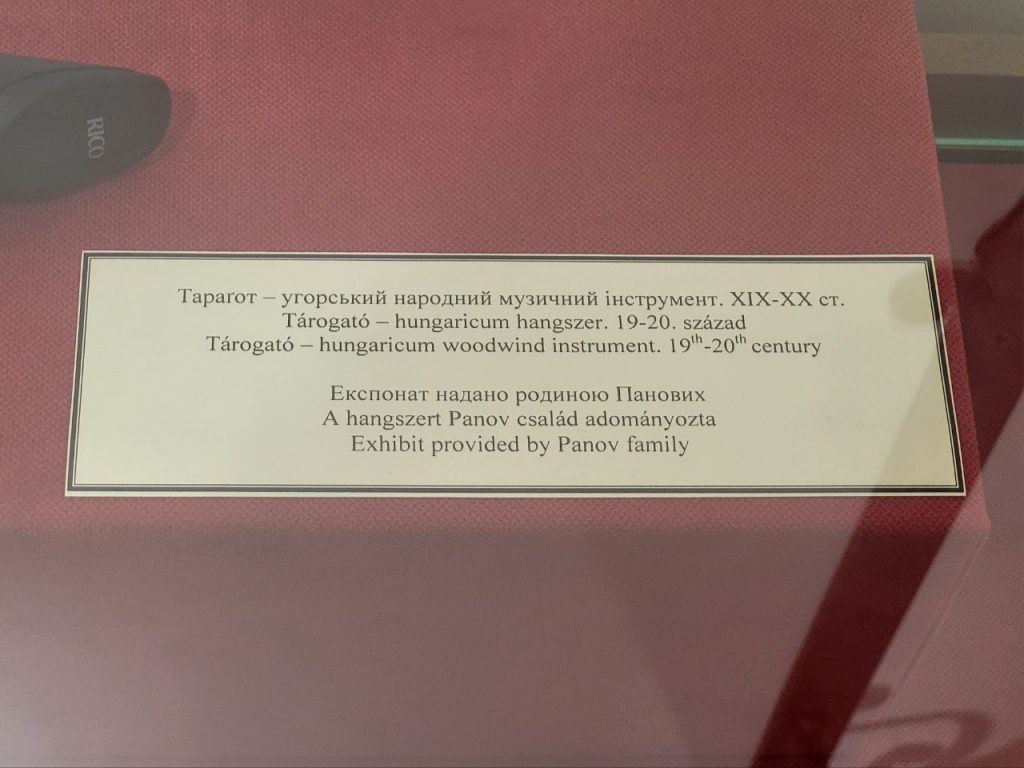 RICO
Тараґот – угорський народний музичний інструмент. XIX-XX ст.
Tárogató – hungaricum hangszer. 19-20. század
Tárogató – hungaricum woodwind instrument. 19th-20th century
Експонат надано родиною Панових
A hangszert Panov család adományozta
Exhibit provided by Panov family